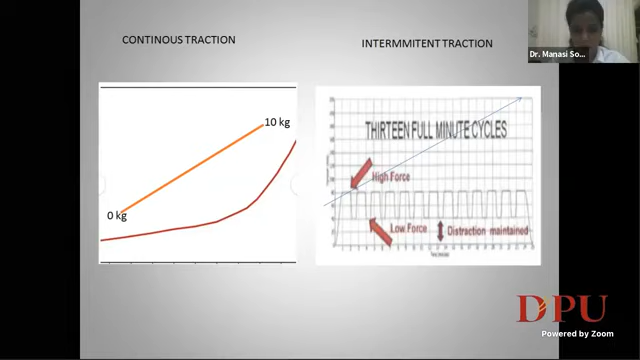 CONTINOUS TRACTION
INTERMMITENT TRACTION
Dr. Manasi So...
10 kg
0 kg
THIRTEEN FULL MINUTE CYCLES
High Force
Low Force
Distraction maintained
DPU
Powered by Zoom